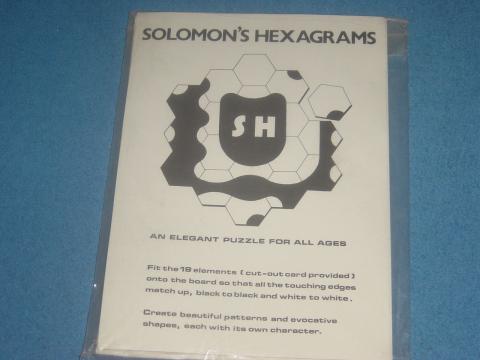 SOLOMON'S HEXAGRAMS
SH
AN ELEGANT PUZZLE FOR ALL AGES
Fit the 19 elements (cut-out card provided)
onto the board so that all the touching edges
match up, black to black and white to white.
Create beautiful patterns and evocative
shapes, each with its own character.